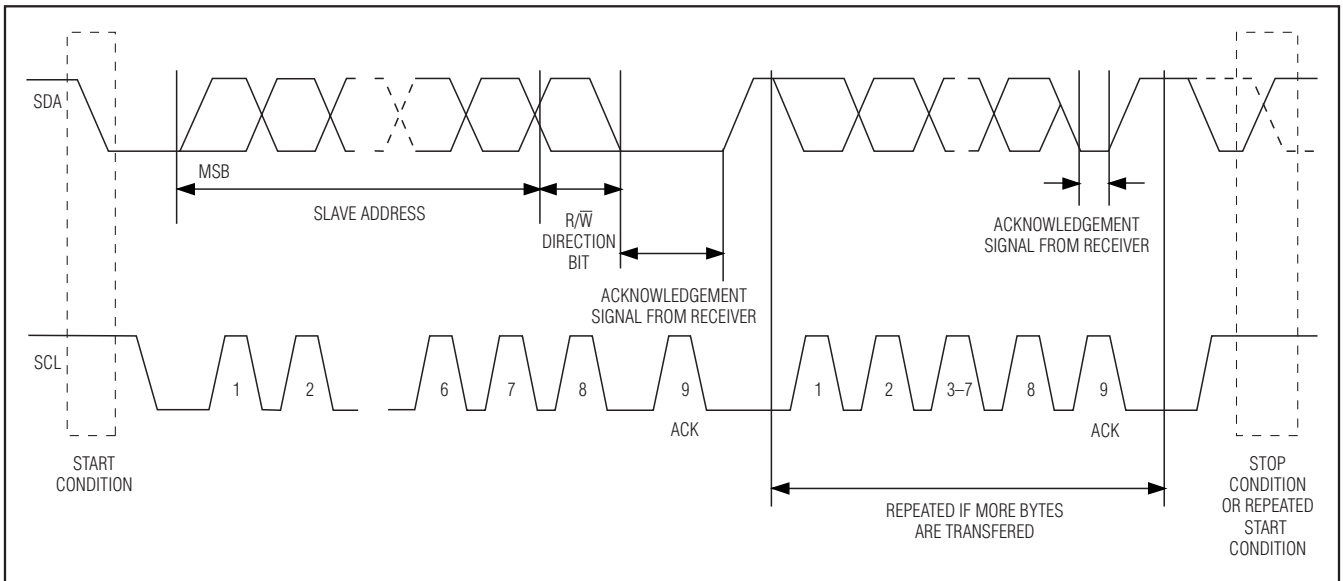 SDA
MSB
SLAVE ADDRESS
R/W̅
DIRECTION
BIT
ACKNOWLEDGEMENT
SIGNAL FROM RECEIVER
ACKNOWLEDGEMENT
SIGNAL FROM RECEIVER
SCL
1
2
6
7
8
9
1
2
3–7
8
9
ACK
ACK
START
CONDITION
REPEATED IF MORE BYTES
ARE TRANSFERED
STOP
CONDITION
OR REPEATED
START
CONDITION